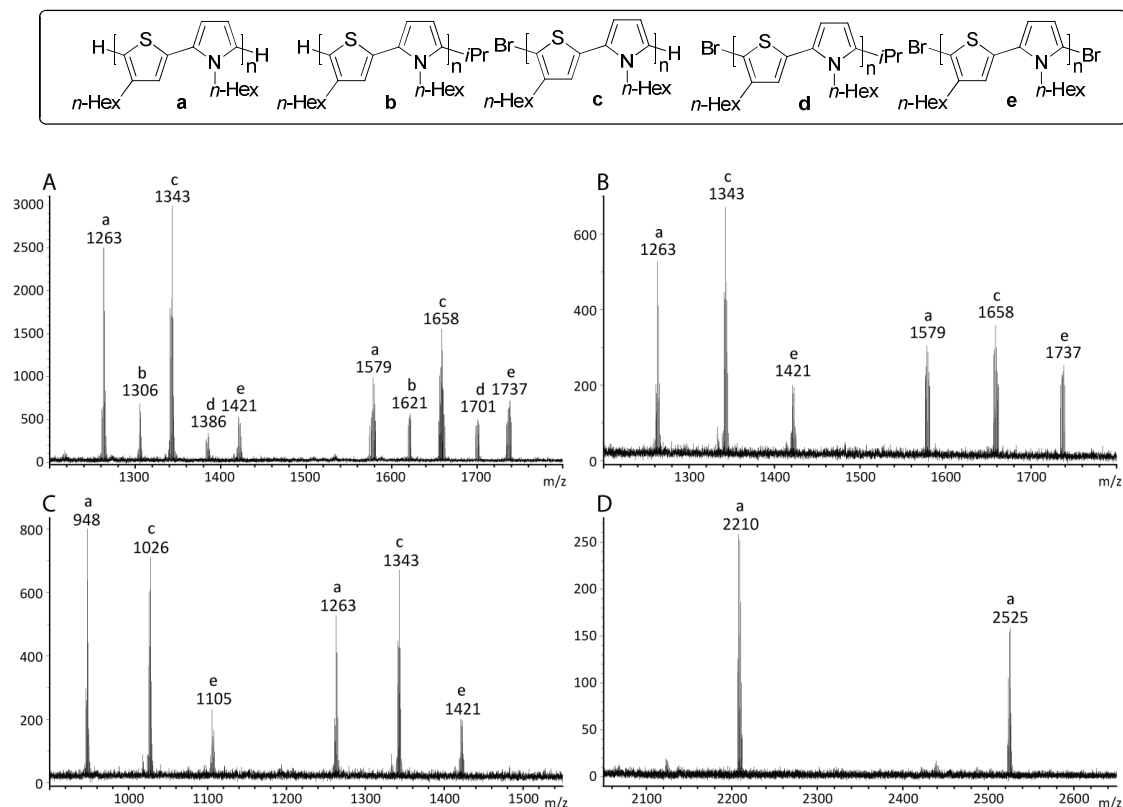 H S N n H n-Hex n-Hex a
H S N n iPr n-Hex n-Hex b
Br S N n H n-Hex n-Hex c
Br S N n iPr n-Hex n-Hex d
Br S N n Br n-Hex n-Hex e
A
3000
2500
2000
1500
1000
500
0
a
1263
b
1306
c
1343
d
1386
e
1421
a
1579
b
1621
c
1658
d
1701
e
1737
1300 1400 1500 1600 1700 m/z
B
600
400
200
0
a
1263
c
1343
e
1421
a
1579
c
1658
e
1737
1300 1400 1500 1600 1700 m/z
C
800
600
400
200
0
a
948
c
1026
e
1105
a
1263
c
1343
e
1421
1000 1100 1200 1300 1400 1500 m/z
D
250
200
150
100
50
0
a
2210
a
2525
2100 2200 2300 2400 2500 2600 m/z